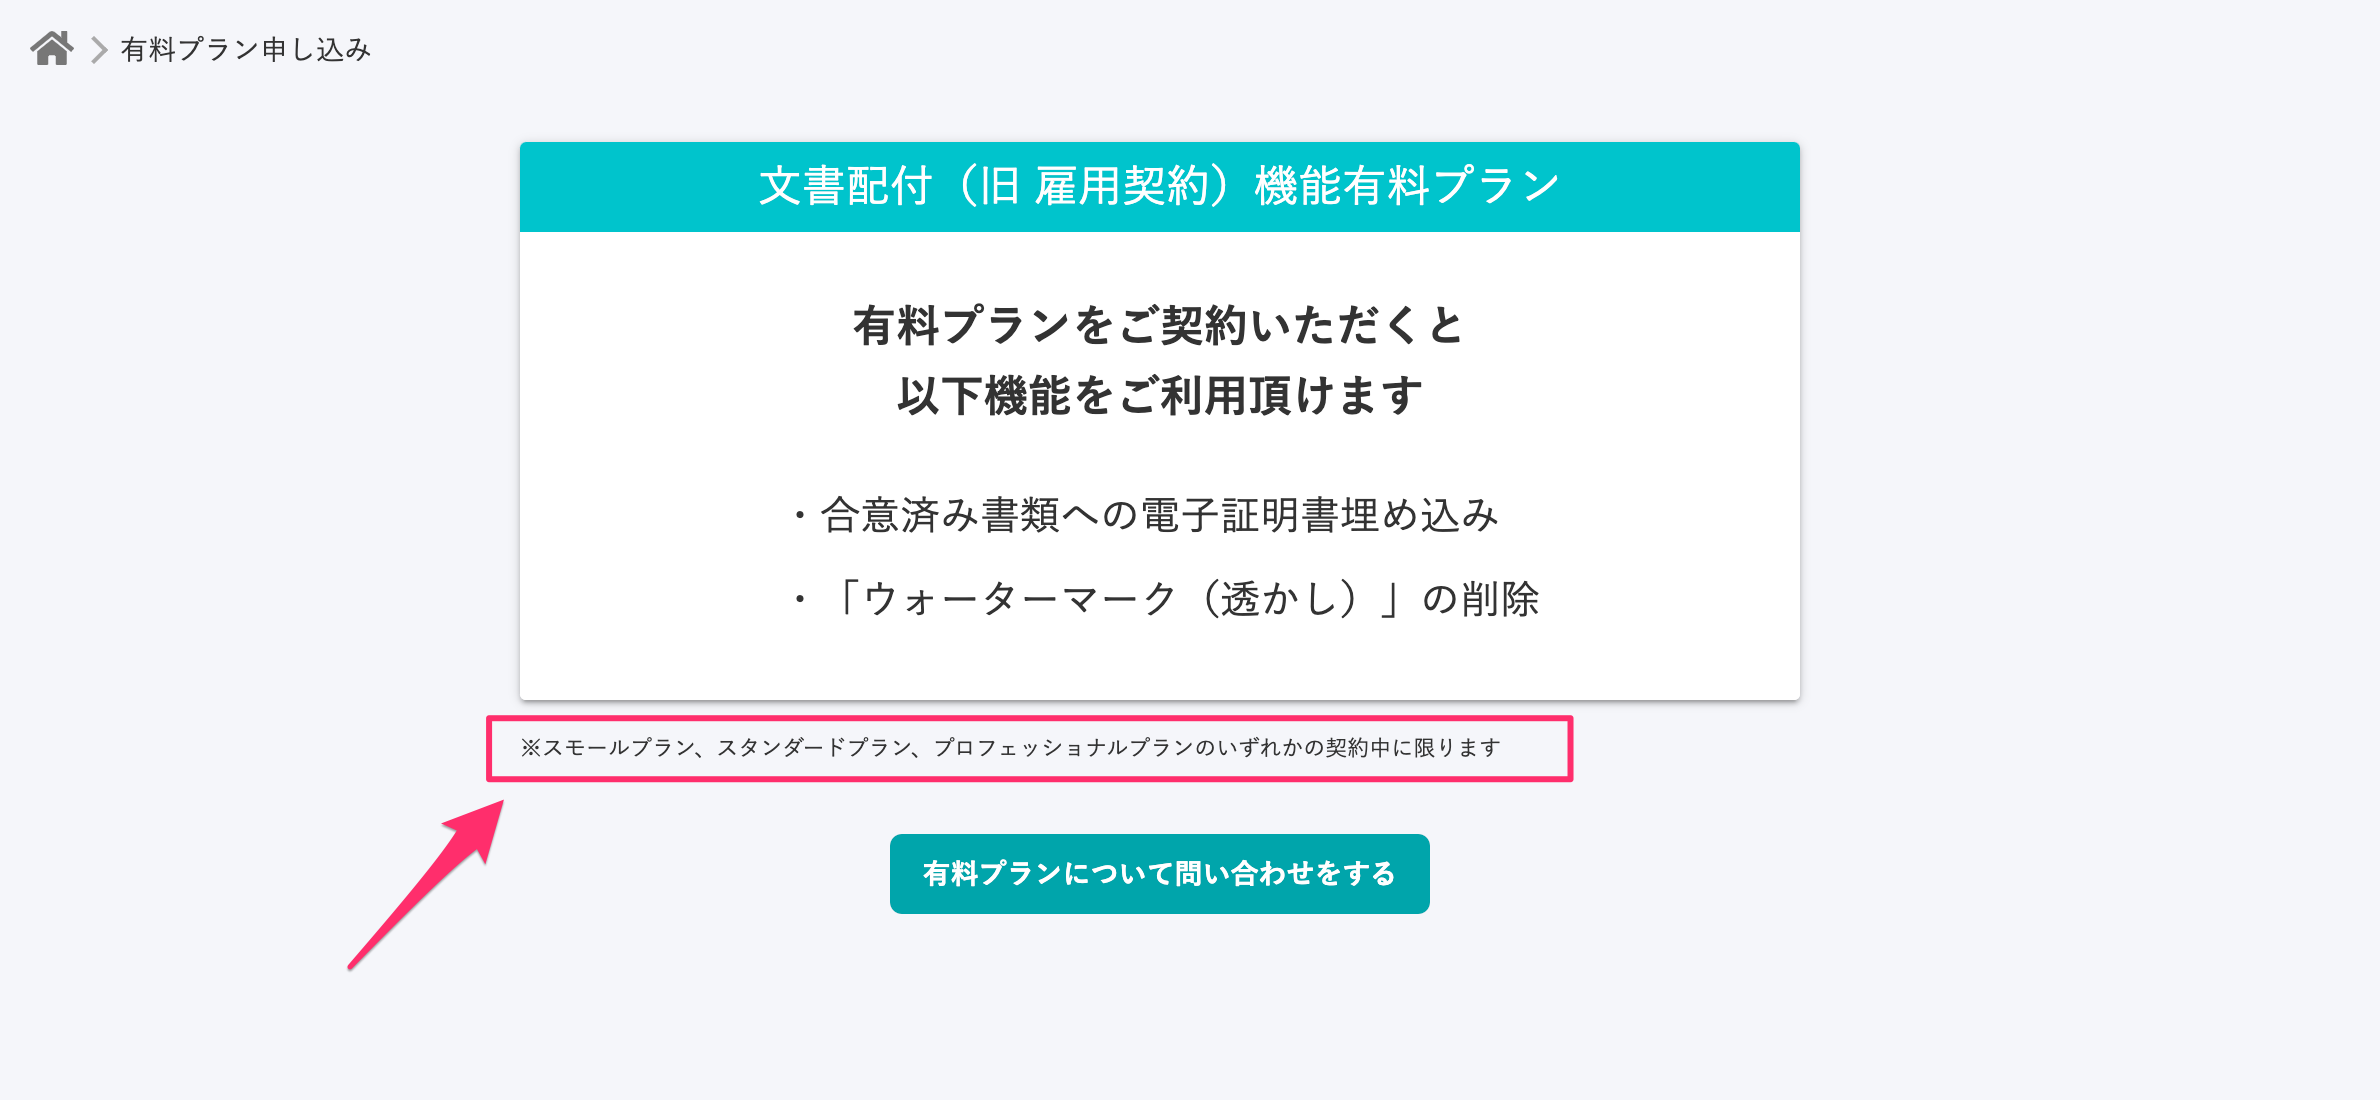 有料プラン申し込み
文書配付（旧 雇用契約）機能有料プラン
有料プランをご契約いただくと
以下機能をご利用頂けます
・合意済み書類への電子証明書埋め込み
・「ウォーターマーク（透かし）」の削除
※スモールプラン、スタンダードプラン、プロフェッショナルプランのいずれかの契約中に限ります
有料プランについて問い合わせをする